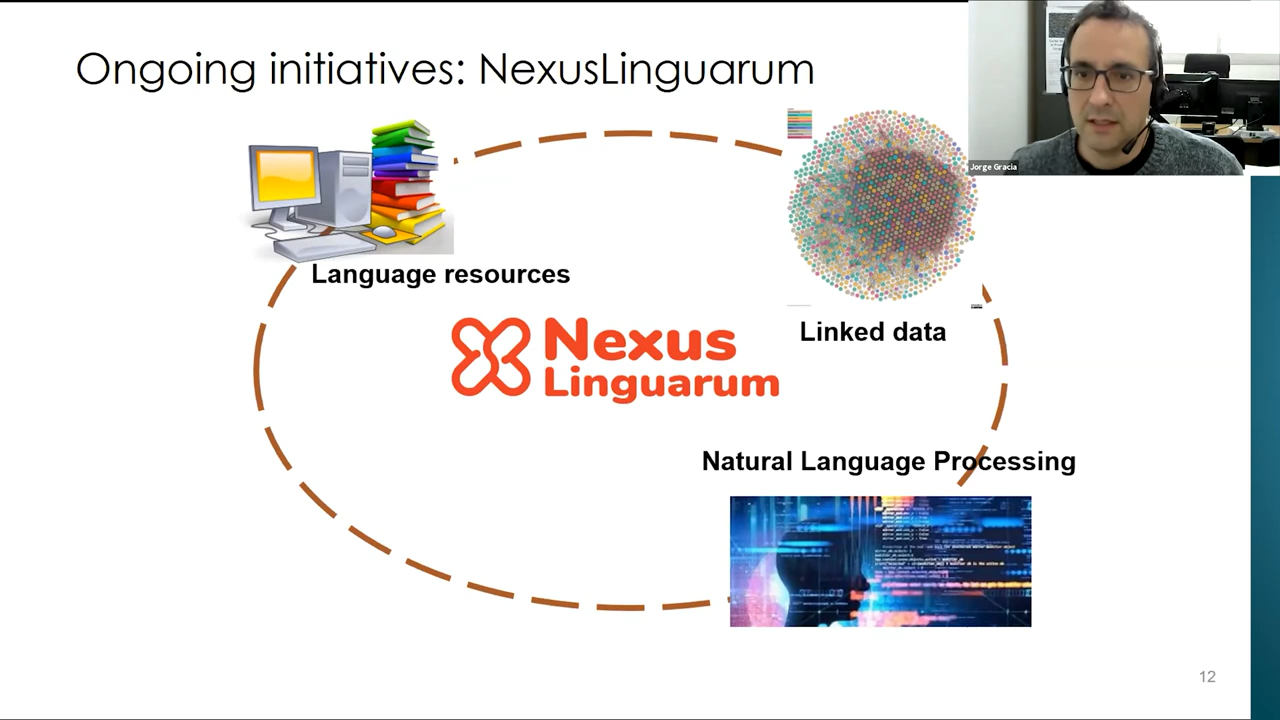 Ongoing initiatives: NexusLinguarum
Jorge Gracia
Language resources
Linked data
Nexus
Linguarum
Natural Language Processing
12